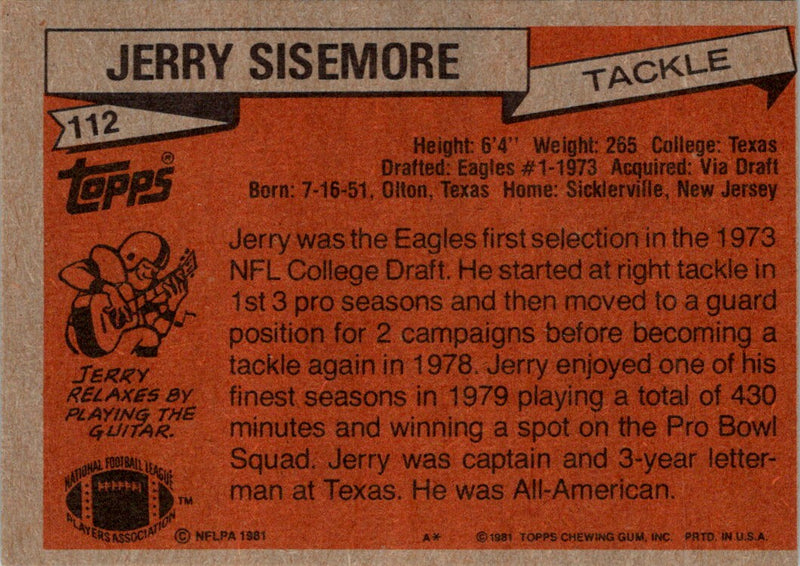 JERRY SISEMORE
TACKLE
112
topps®
Height: 6'4" Weight: 265 College: Texas
Drafted: Eagles #1-1973 Acquired: Via Draft
Born: 7-16-51, Olton, Texas Home: Sicklerville, New Jersey
Jerry was the Eagles first selection in the 1973
NFL College Draft. He started at right tackle in
1st 3 pro seasons and then moved to a guard
position for 2 campaigns before becoming a
tackle again in 1978. Jerry enjoyed one of his
finest seasons in 1979 playing a total of 430
minutes and winning a spot on the Pro Bowl
Squad. Jerry was captain and 3-year letter-
man at Texas. He was All-American.
JERRY
RELAXES BY
PLAYING THE
GUITAR.
NATIONAL FOOTBALL LEAGUE
PLAYERS ASSOCIATION
TM
© NFLPA 1981
A*
© 1981 TOPPS CHEWING GUM, INC. PRTD. IN U.S.A.